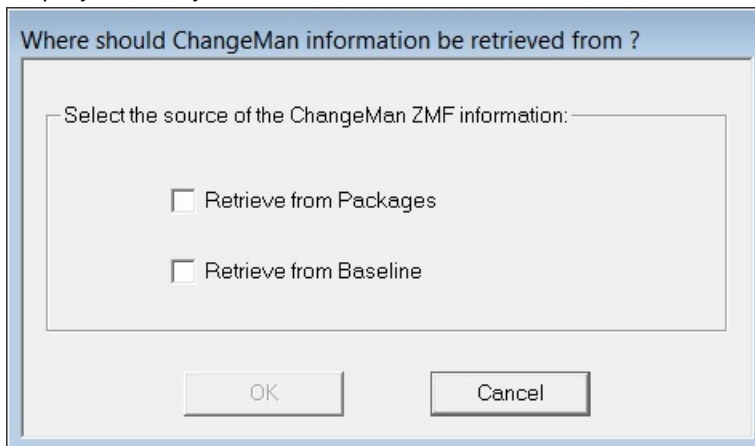 Where should ChangeMan information be retrieved from ?
Select the source of the ChangeMan ZMF information:
Retrieve from Packages
Retrieve from Baseline
OK
Cancel